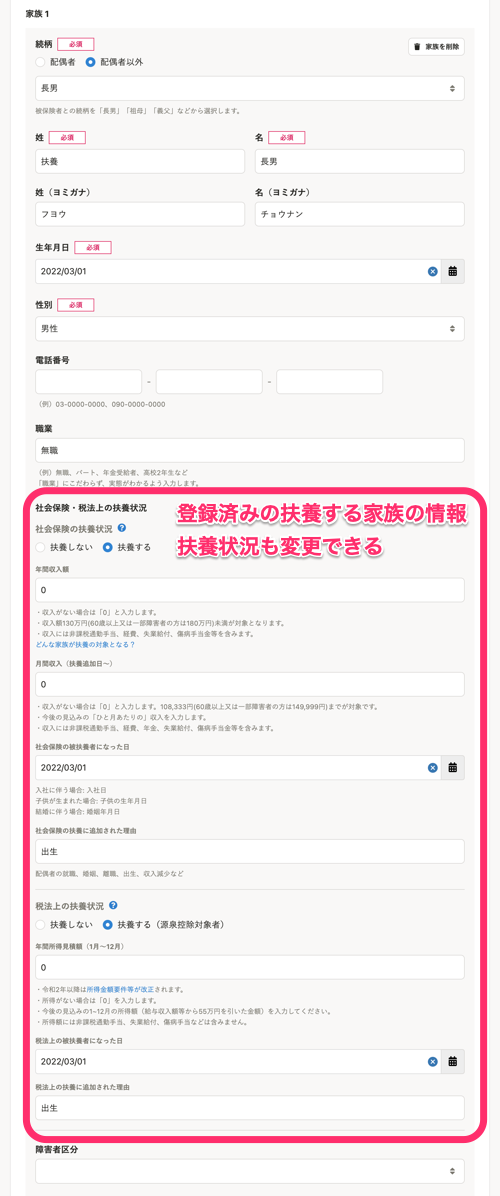 家族 1
続柄 必須
家族を削除
配偶者 配偶者以外
長男
被保険者との続柄を「長男」「祖母」「義父」などから選択します。
姓 必須 名 必須
扶養 長男
姓（ヨミガナ） 名（ヨミガナ）
フヨウ チョウナン
生年月日 必須
2022/03/01
性別 必須
男性
電話番号
- -
（例）03-0000-0000、090-0000-0000
職業
無職
（例）無職、パート、年金受給者、高校2年生など
「職業」にこだわらず、実態がわかるよう入力します。
社会保険・税法上の扶養状況
登録済みの扶養する家族の情報
扶養状況も変更できる
社会保険の扶養状況
扶養しない 扶養する
年間収入額
0
・収入がない場合は「0」と入力します。
・収入額130万円(60歳以上又は一部障害者の方は180万円)未満が対象となります。
・収入には非課税通勤手当、経費、失業給付、傷病手当金等を含みます。
どんな家族が扶養の対象となる？
月間収入（扶養追加日〜）
0
・収入がない場合は「0」と入力します。108,333円(60歳以上又は一部障害者の方は149,999円)までが対象です。
・今後の見込みの「ひと月あたりの」収入を入力します。
・収入には非課税通勤手当、経費、年金、失業給付、傷病手当金等を含みます。
社会保険の被扶養者になった日
2022/03/01
入社に伴う場合: 入社日
子供が生まれた場合: 子供の生年月日
結婚に伴う場合: 婚姻年月日
社会保険の扶養に追加された理由
出生
配偶者の就職、婚姻、離職、出生、収入減少など
税法上の扶養状況
扶養しない 扶養する（源泉控除対象者）
年間所得見積額（1月〜12月）
0
・令和2年以降は所得金額要件等が改正されます。
・所得がない場合は「0」を入力します。
・今後の見込みの1~12月の所得額（給与収入額等から55万円を引いた金額）を入力してください。
・所得額には非課税通勤手当、失業給付、傷病手当などは含みません。
税法上の被扶養者になった日
2022/03/01
税法上の扶養に追加された理由
出生
障害者区分